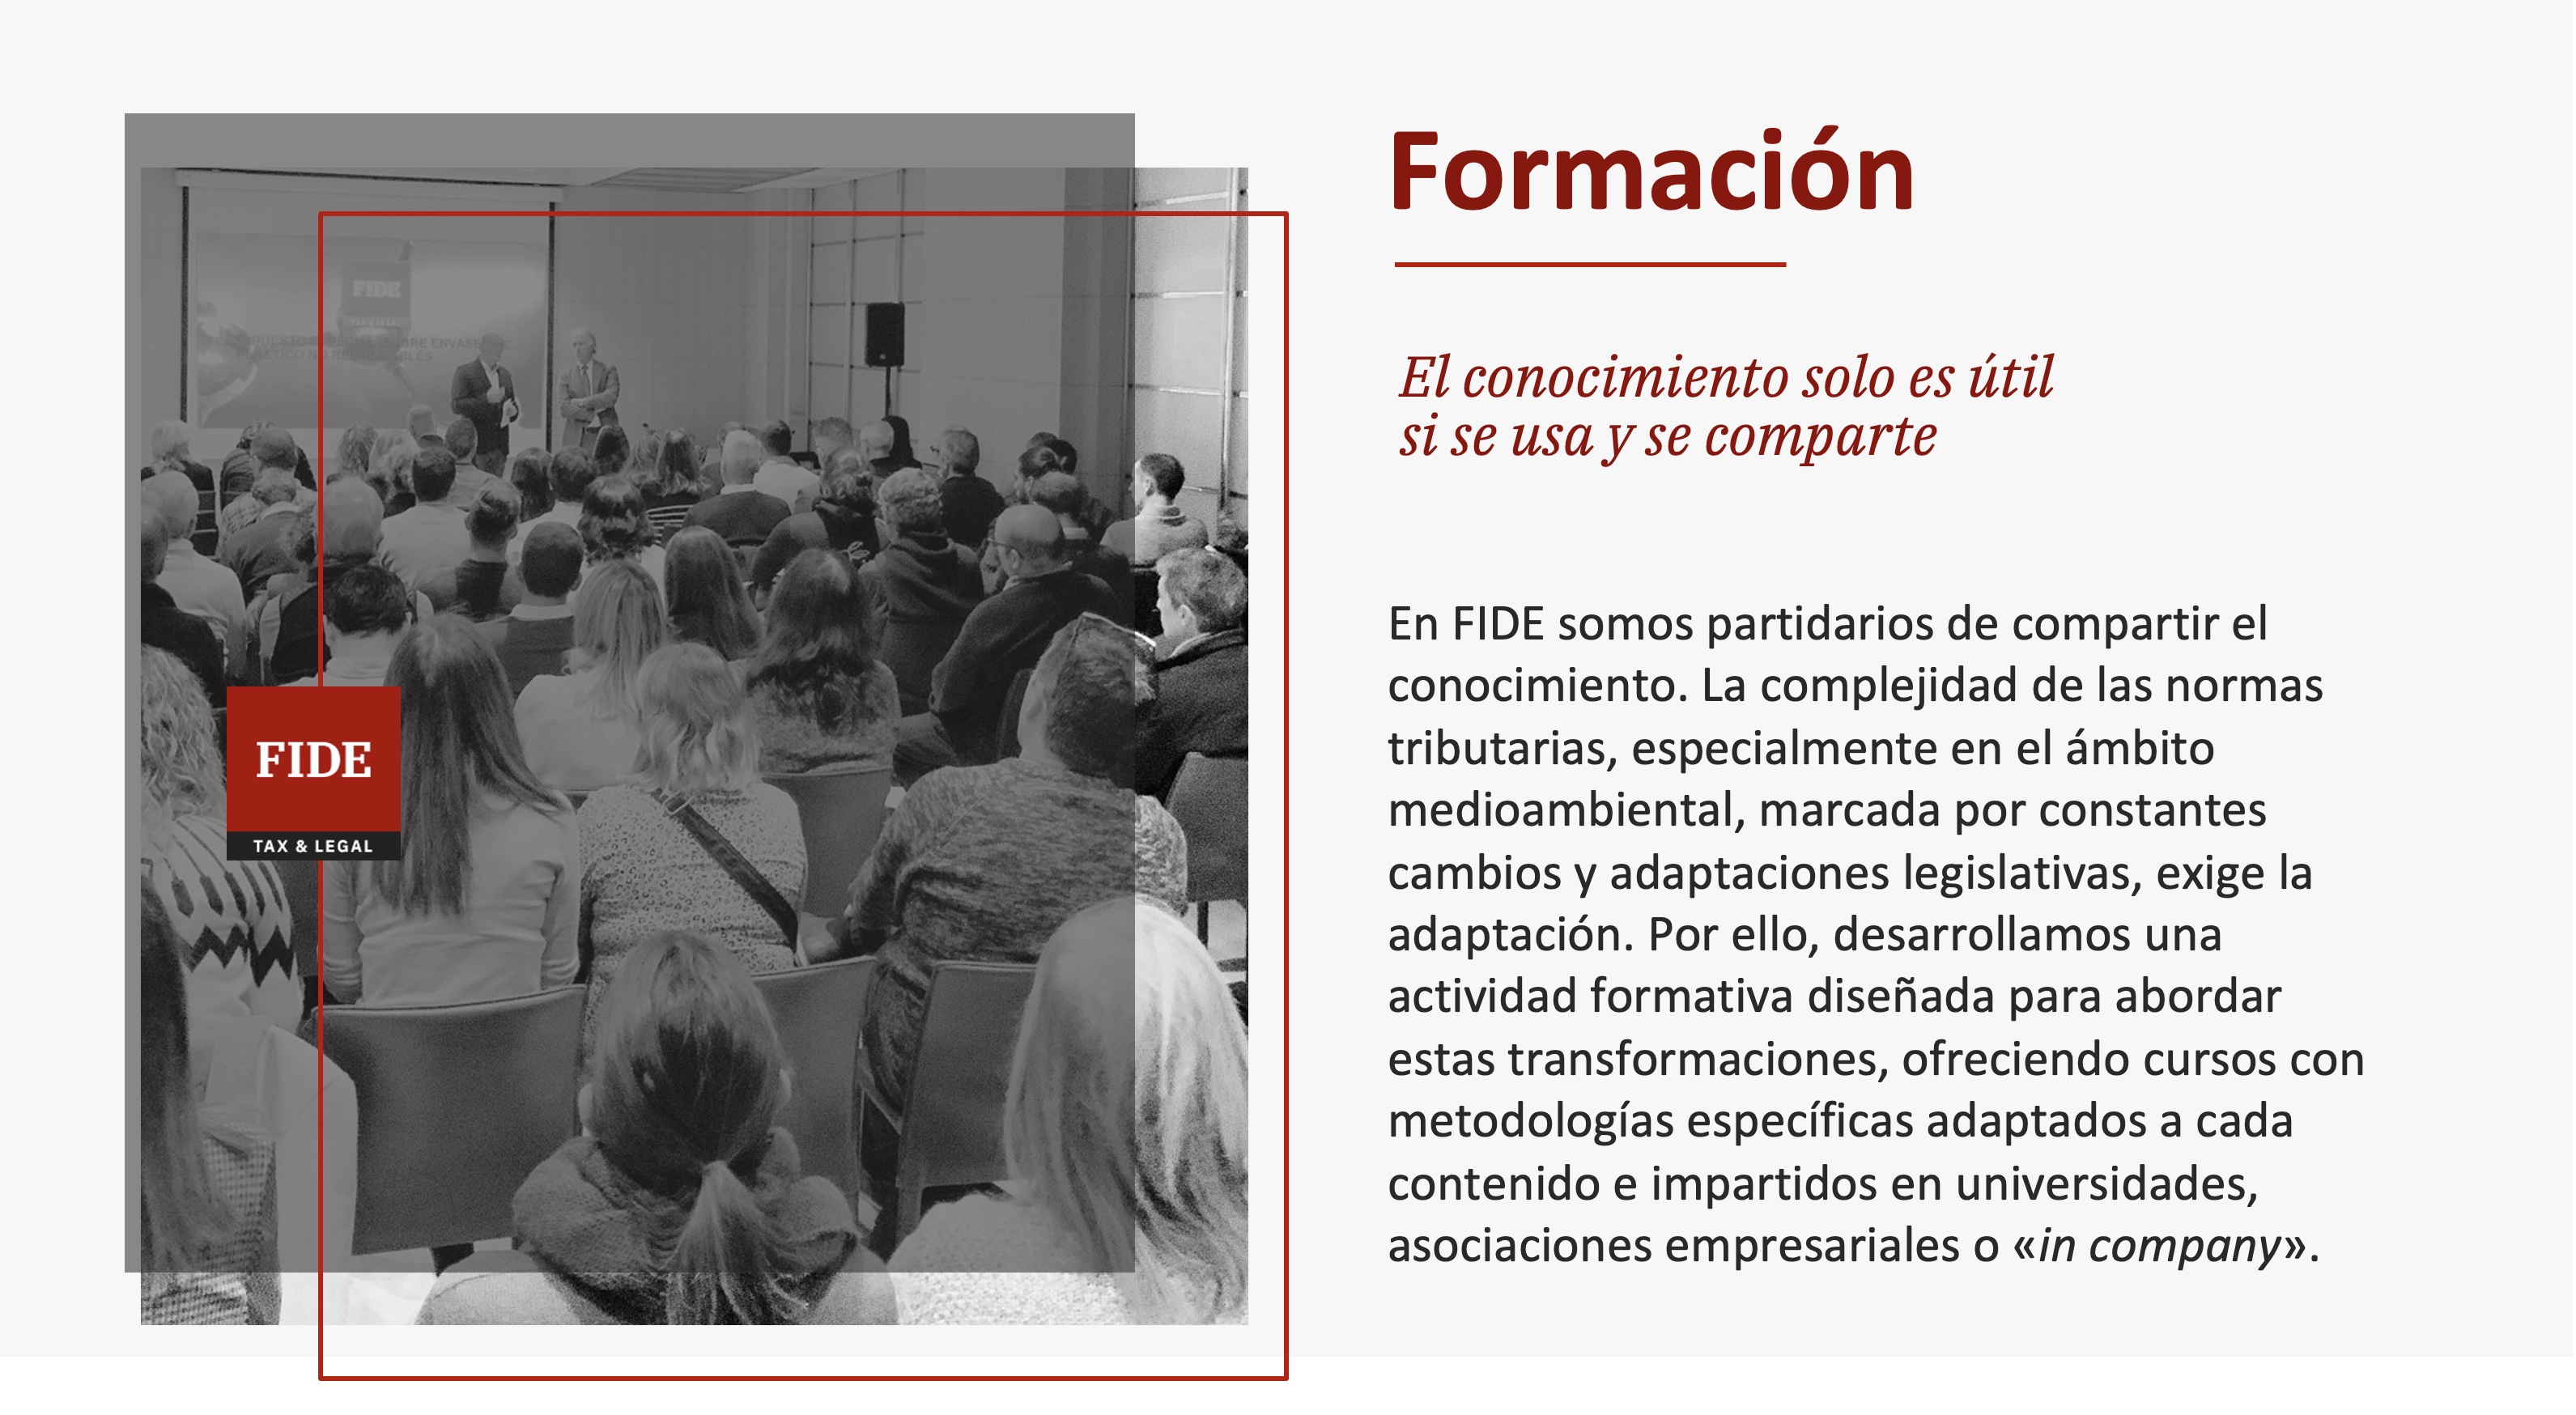 Formación
El conocimiento solo es útil
si se usa y se comparte
En FIDE somos partidarios de compartir el
conocimiento. La complejidad de las normas
tributarias, especialmente en el ámbito
medioambiental, marcada por constantes
cambios y adaptaciones legislativas, exige la
adaptación. Por ello, desarrollamos una
actividad formativa diseñada para abordar
estas transformaciones, ofreciendo cursos con
metodologías específicas adaptados a cada
contenido e impartidos en universidades,
asociaciones empresariales o «in company».
FIDE
TAX & LEGAL
FIDE
SOBRE